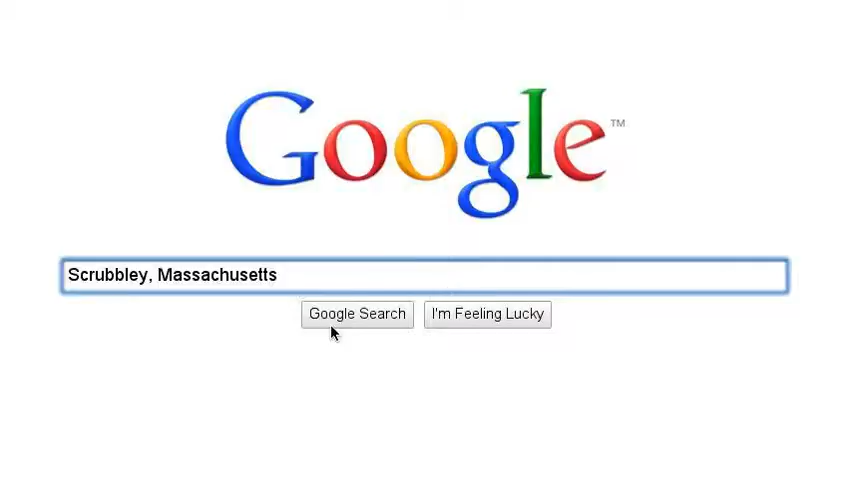 Google™
Scrubbley, Massachusetts
Google Search
I'm Feeling Lucky